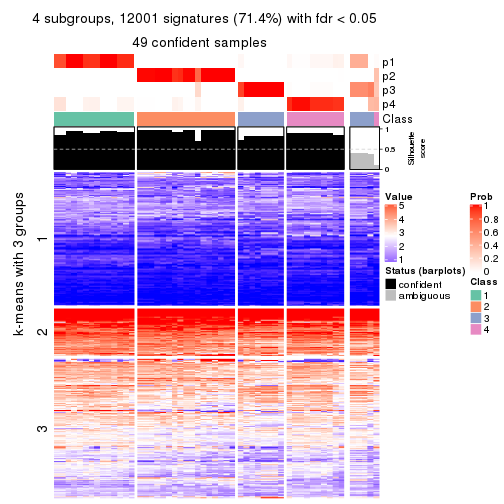 4 subgroups, 12001 signatures (71.4%) with fdr < 0.05
49 confident samples
p1
p2
p3
p4
Class
1
0.5
0
Silhouette
score
k-means with 3 groups
1
2
3
Value
5
4
3
2
1
Status (barplots)
confident
ambiguous
Prob
1
0.8
0.6
0.4
0.2
0
Class
1
2
3
4